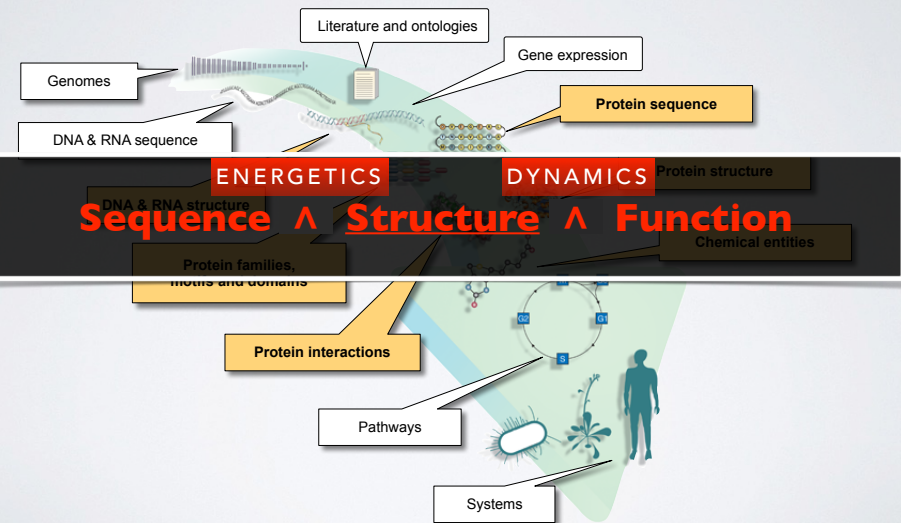 Literature and ontologies
Gene expression
Genomes
Protein sequence
DNA & RNA sequence
ENERGETICS
DYNAMICS
Protein structure
DNA & RNA structure
Sequence ∧ Structure ∧ Function
Chemical entities
Protein families,
motifs and domains
G2
G1
Protein interactions
S
Pathways
Systems